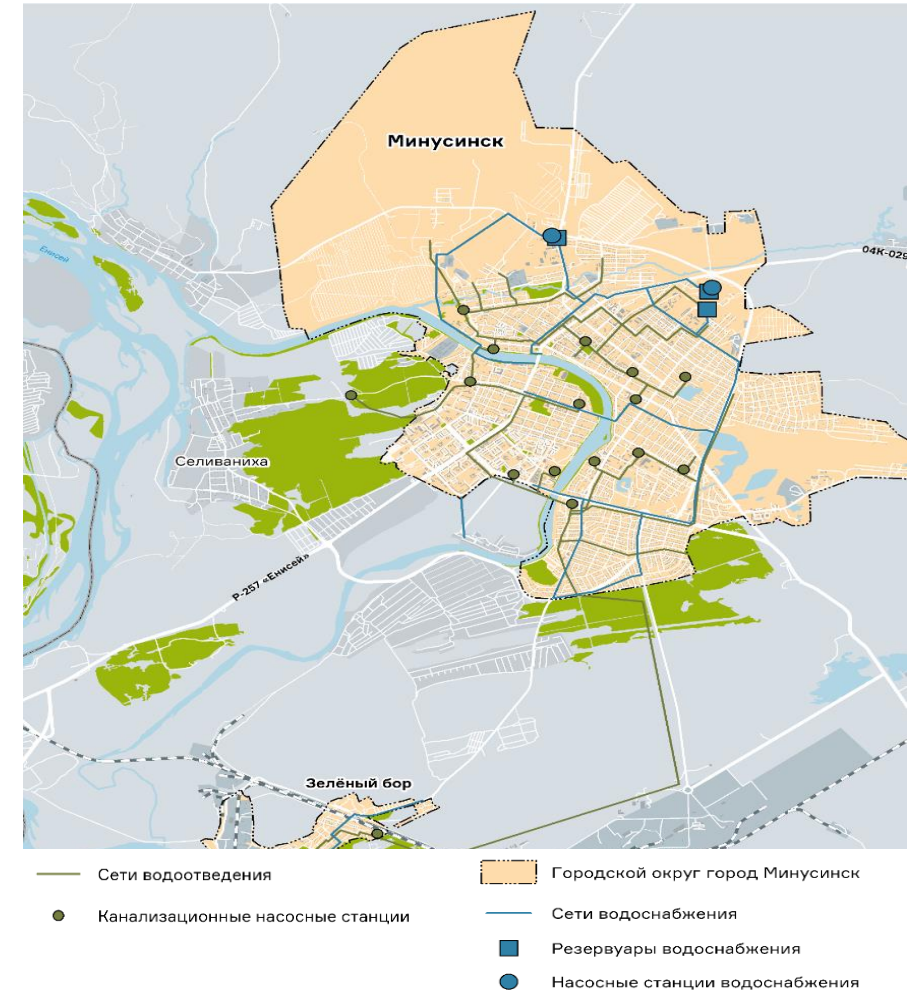 Минусинск
Енисей
04К-029
Селиваниха
Р-257 «Енисей»
Зелёный бор
Сети водоотведения
Канализационные насосные станции
Городской округ город Минусинск
Сети водоснабжения
Резервуары водоснабжения
Насосные станции водоснабжения